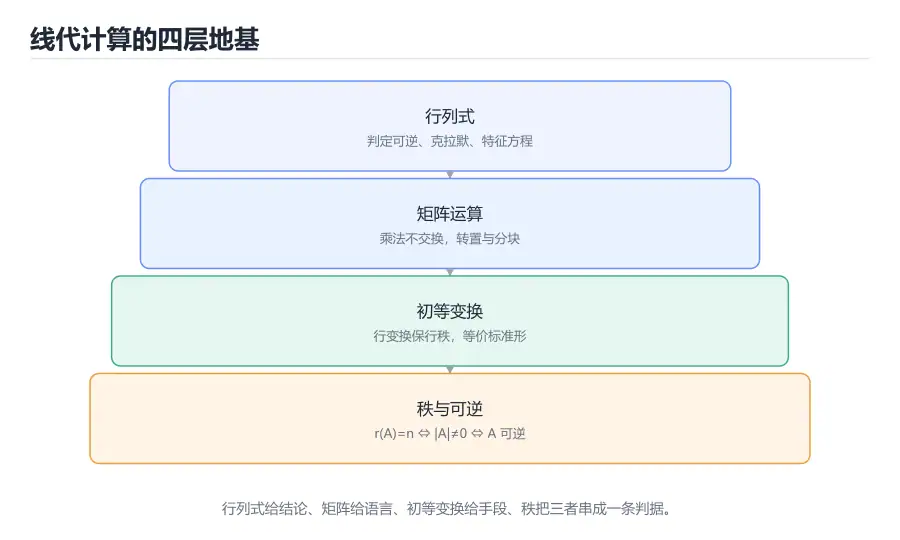 线代计算的四层地基
行列式
判定可逆、克拉默、特征方程
矩阵运算
乘法不交换，转置与分块
初等变换
行变换保行秩，等价标准形
秩与可逆
r(A)=n ⇔ |A|≠0 ⇔ A 可逆
行列式给结论、矩阵给语言、初等变换给手段、秩把三者串成一条判据。